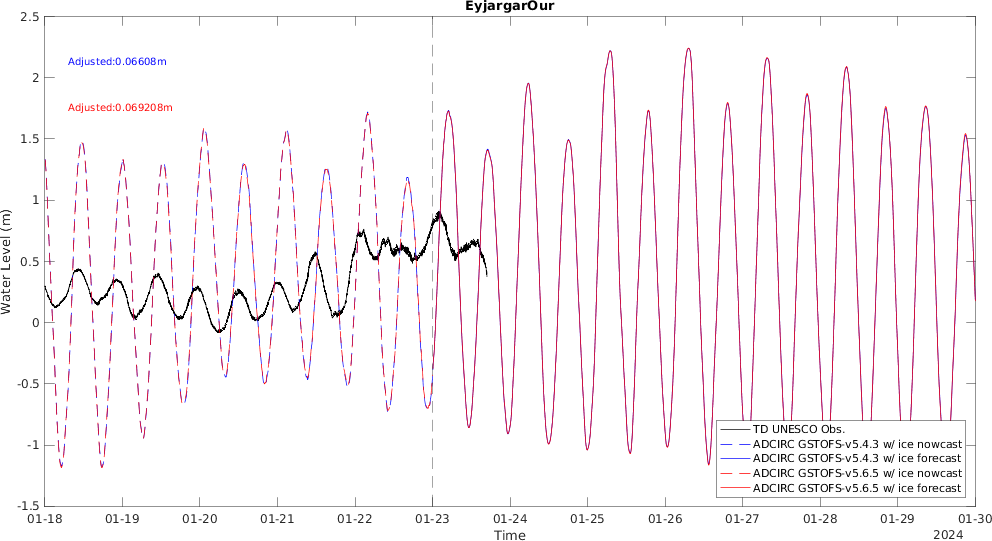 EyjargarOur
Adjusted:0.06608m
Adjusted:0.069208m
Water Level (m)
2.5
2
1.5
1
0.5
0
-0.5
-1
-1.5
TD UNESCO Obs.
ADCIRC GSTOFS-v5.4.3 w/ ice nowcast
ADCIRC GSTOFS-v5.4.3 w/ ice forecast
ADCIRC GSTOFS-v5.6.5 w/ ice nowcast
ADCIRC GSTOFS-v5.6.5 w/ ice forecast
01-18 01-19 01-20 01-21 01-22 01-23 01-24 01-25 01-26 01-27 01-28 01-29 01-30
Time
2024